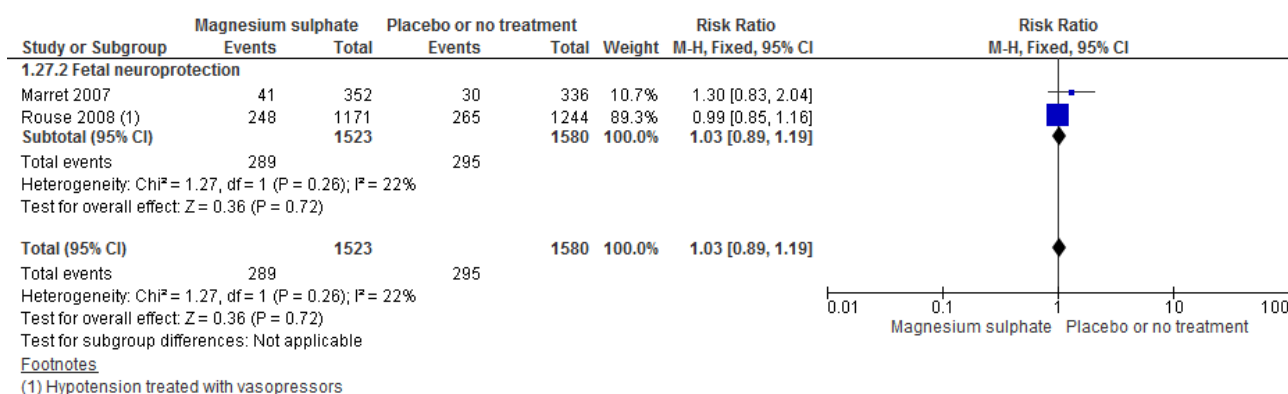 Magnesium sulphate Placebo or no treatment Risk Ratio Risk Ratio
Study or Subgroup Events Total Events Total Weight M-H, Fixed, 95% CI M-H, Fixed, 95% CI
1.27.2 Fetal neuroprotection
Marret 2007 41 352 30 336 10.7% 1.30 [0.83, 2.04]
Rouse 2008 (1) 248 1171 265 1244 89.3% 0.99 [0.85, 1.16]
Subtotal (95% CI) 1523 1580 100.0% 1.03 [0.89, 1.19]
Total events 289 295
Heterogeneity: Chi² = 1.27, df = 1 (P = 0.26); I² = 22%
Test for overall effect: Z = 0.36 (P = 0.72)
Total (95% CI) 1523 1580 100.0% 1.03 [0.89, 1.19]
Total events 289 295
Heterogeneity: Chi² = 1.27, df = 1 (P = 0.26); I² = 22%
Test for overall effect: Z = 0.36 (P = 0.72)
Test for subgroup differences: Not applicable
0.01 0.1 1 10 100
Magnesium sulphate Placebo or no treatment
Footnotes
(1) Hypotension treated with vasopressors